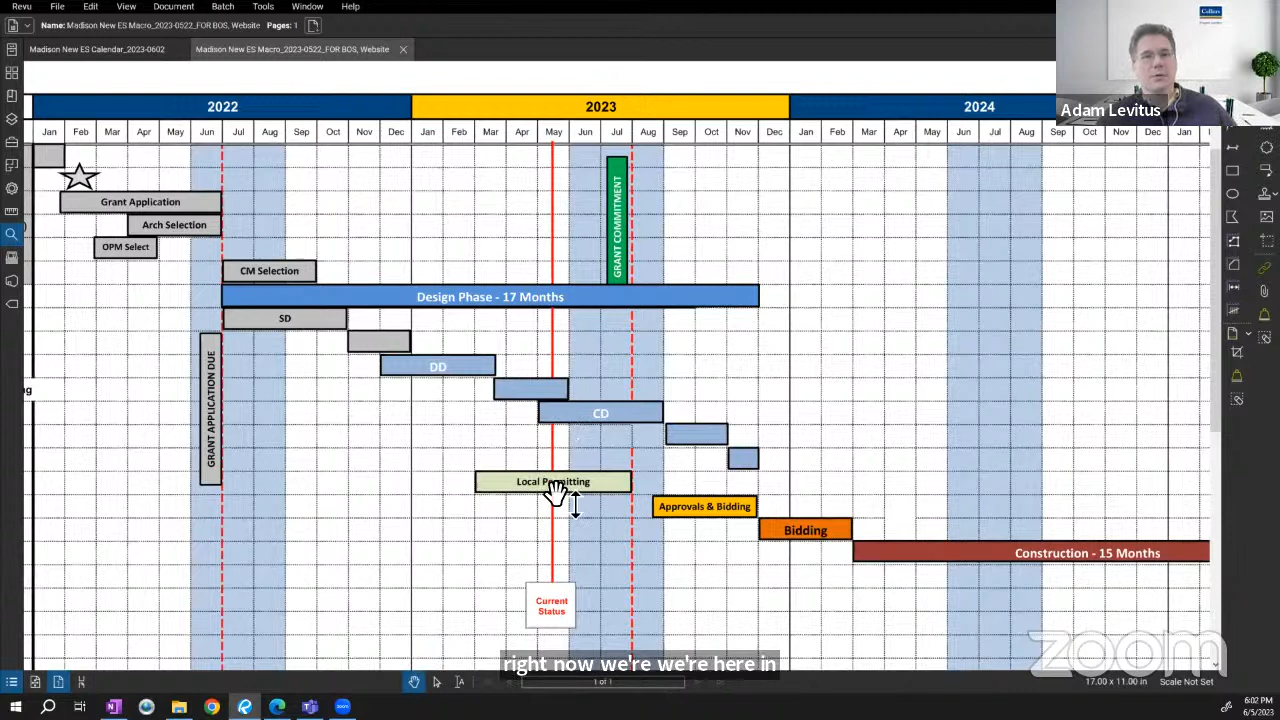 Revu File Edit View Document Batch Tools Window Help
Name: Madison New ES Macro_2023-0522_FOR BOS, Website Pages: 1
Madison New ES Calendar_2023-0602
Madison New ES Macro_2023-0522_FOR BOS, Website
Colliers
Adam Levitus
2022 2023 2024
Jan Feb Mar Apr May Jun Jul Aug Sep Oct Nov Dec Jan Feb Mar Apr May Jun Jul Aug Sep Oct Nov Dec Jan Feb Mar Apr May Jun Jul Aug Sep Oct Nov Dec Jan
GRANT COMMITMENT
Grant Application
Arch Selection
OPM Select
CM Selection
Design Phase - 17 Months
SD
GRANT APPLICATION DUE
DD
CD
Local Permitting
Approvals & Bidding
Bidding
Construction - 15 Months
Current
Status
zoom
right now we're we're here in
1 of 1
17.00 x 11.00 in
Scale Not Set
6:02 PM
6/5/2023